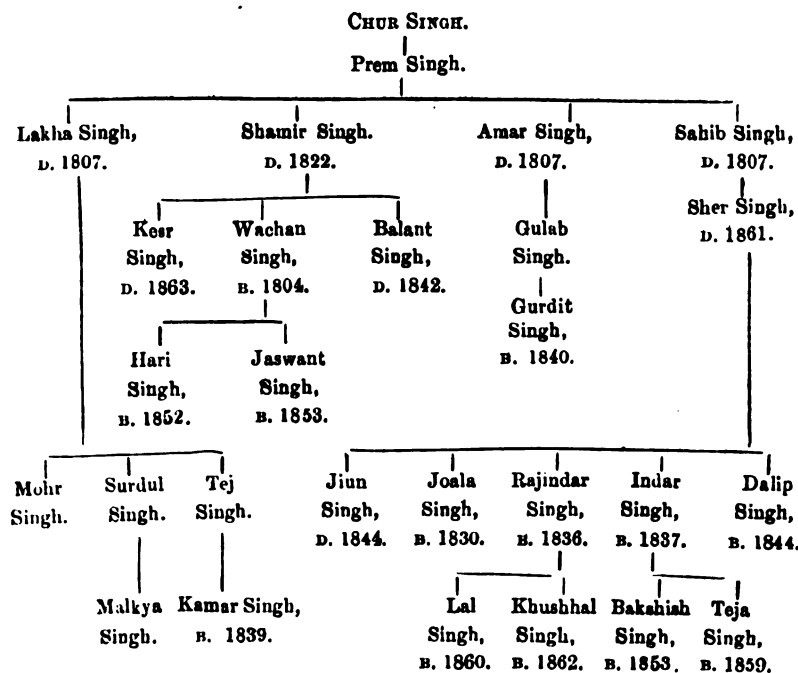 CHUR SINGH.
Prem Singh.
Lakha Singh, Shamir Singh. Amar Singh, Sahib Singh,
D. 1807. D. 1822. D. 1807. D. 1807.
Sher Singh,
D. 1861.
Kesr Wachan Balant Gulab
Singh, Singh, Singh, Singh.
D. 1863. B. 1804. D. 1842.
Gurdit
Singh,
B. 1840.
Hari Jaswant
Singh, Singh,
B. 1852. B. 1853.
Mohr Surdul Tej Jiun Joala Rajindar Indar Dalip
Singh. Singh. Singh. Singh, Singh, Singh, Singh, Singh,
D. 1844. B. 1830. B. 1836. B. 1837. B. 1844.
Malkya Kamar Singh, Lal Khushhal Bakshish Teja
Singh. B. 1839. Singh, Singh, Singh, Singh,
B. 1860. B. 1862. B. 1853. B. 1859.